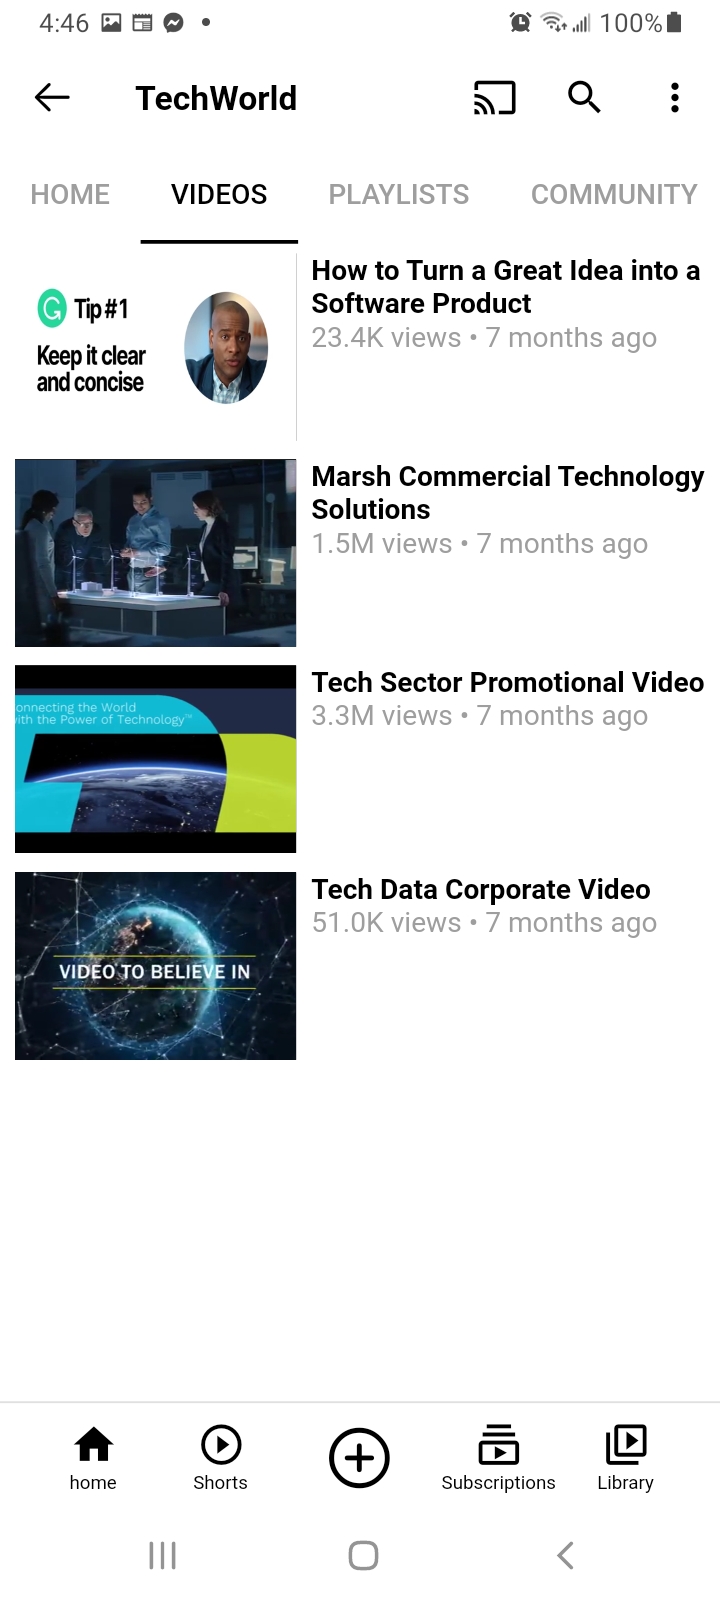 4:46
100%
TechWorld
HOME
VIDEOS
PLAYLISTS
COMMUNITY
Tip #1
Keep it clear
and concise
How to Turn a Great Idea into a
Software Product
23.4K views • 7 months ago
Marsh Commercial Technology
Solutions
1.5M views • 7 months ago
onnecting the World
with the Power of Technology™
Tech Sector Promotional Video
3.3M views • 7 months ago
VIDEO TO BELIEVE IN
Tech Data Corporate Video
51.0K views • 7 months ago
home
Shorts
Subscriptions
Library